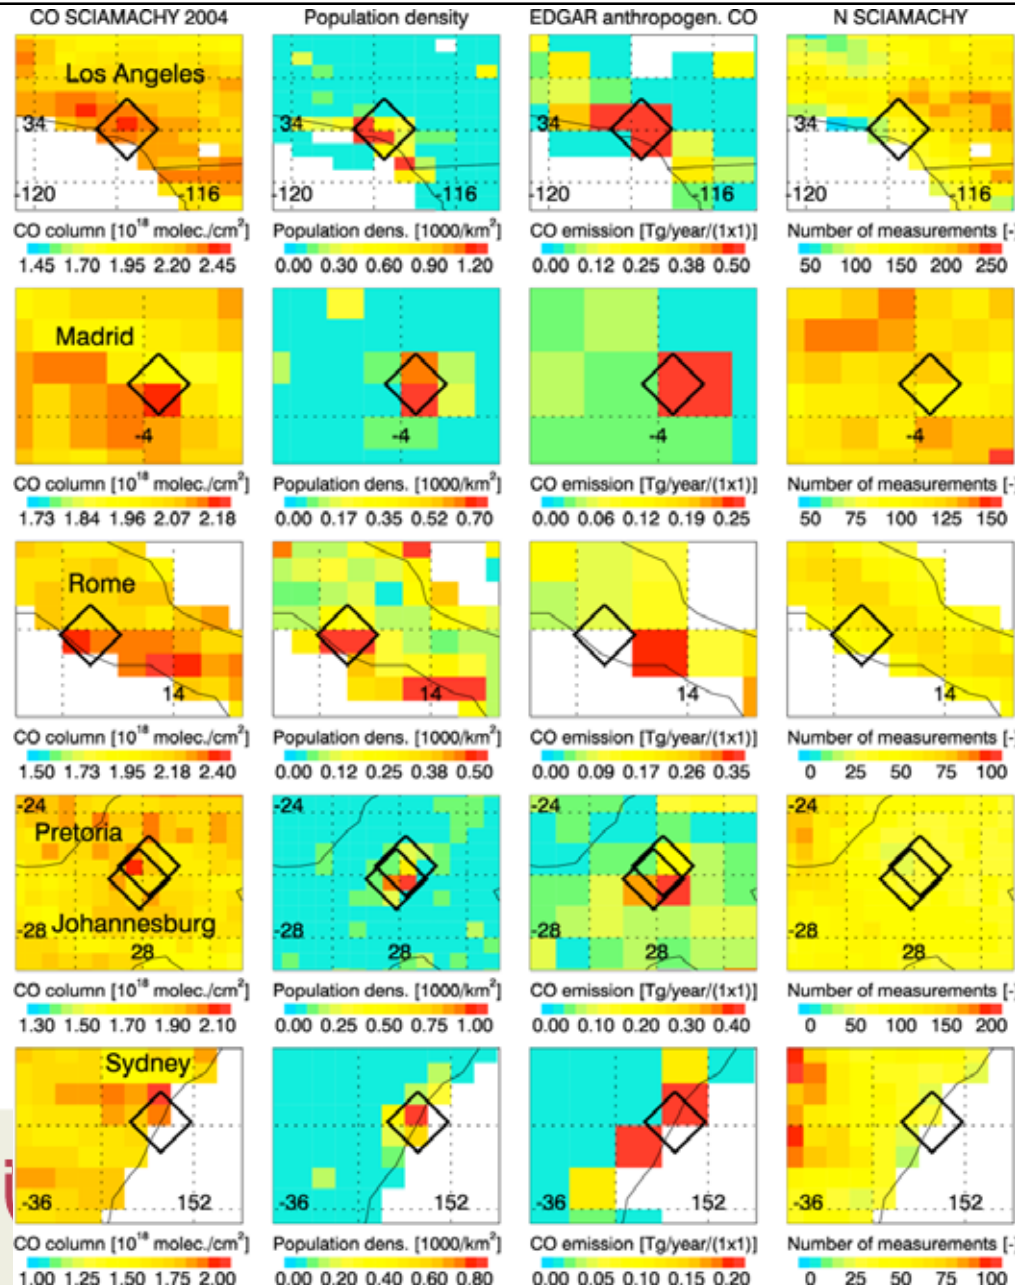 CO SCIAMACHY 2004 Population density EDGAR anthropogen. CO N SCIAMACHY
Los Angeles
34 34 34 34
-120 -116 -120 -116 -120 -116 -120 -116
CO column [10¹⁸ molec./cm²] Population dens. [1000/km²] CO emission [Tg/year/(1x1)] Number of measurements [-]
1.45 1.70 1.95 2.20 2.45 0.00 0.30 0.60 0.90 1.20 0.00 0.12 0.25 0.38 0.50 50 100 150 200 250
Madrid
-4 -4 -4 -4
CO column [10¹⁸ molec./cm²] Population dens. [1000/km²] CO emission [Tg/year/(1x1)] Number of measurements [-]
1.73 1.84 1.96 2.07 2.18 0.00 0.17 0.35 0.52 0.70 0.00 0.06 0.12 0.19 0.25 50 75 100 125 150
Rome
14 14 14 14
CO column [10¹⁸ molec./cm²] Population dens. [1000/km²] CO emission [Tg/year/(1x1)] Number of measurements [-]
1.50 1.73 1.95 2.18 2.40 0.00 0.12 0.25 0.38 0.50 0.00 0.09 0.17 0.26 0.35 0 25 50 75 100
-24 -24 -24 -24
Pretoria
Johannesburg
-28 28 -28 28 -28 28 -28 28
CO column [10¹⁸ molec./cm²] Population dens. [1000/km²] CO emission [Tg/year/(1x1)] Number of measurements [-]
1.30 1.50 1.70 1.90 2.10 0.00 0.25 0.50 0.75 1.00 0.00 0.10 0.20 0.30 0.40 0 50 100 150 200
Sydney
-36 152 -36 152 -36 152 -36 152
CO column [10¹⁸ molec./cm²] Population dens. [1000/km²] CO emission [Tg/year/(1x1)] Number of measurements [-]
1.00 1.25 1.50 1.75 2.00 0.00 0.20 0.40 0.60 0.80 0.00 0.05 0.10 0.15 0.20 0 25 50 75 100